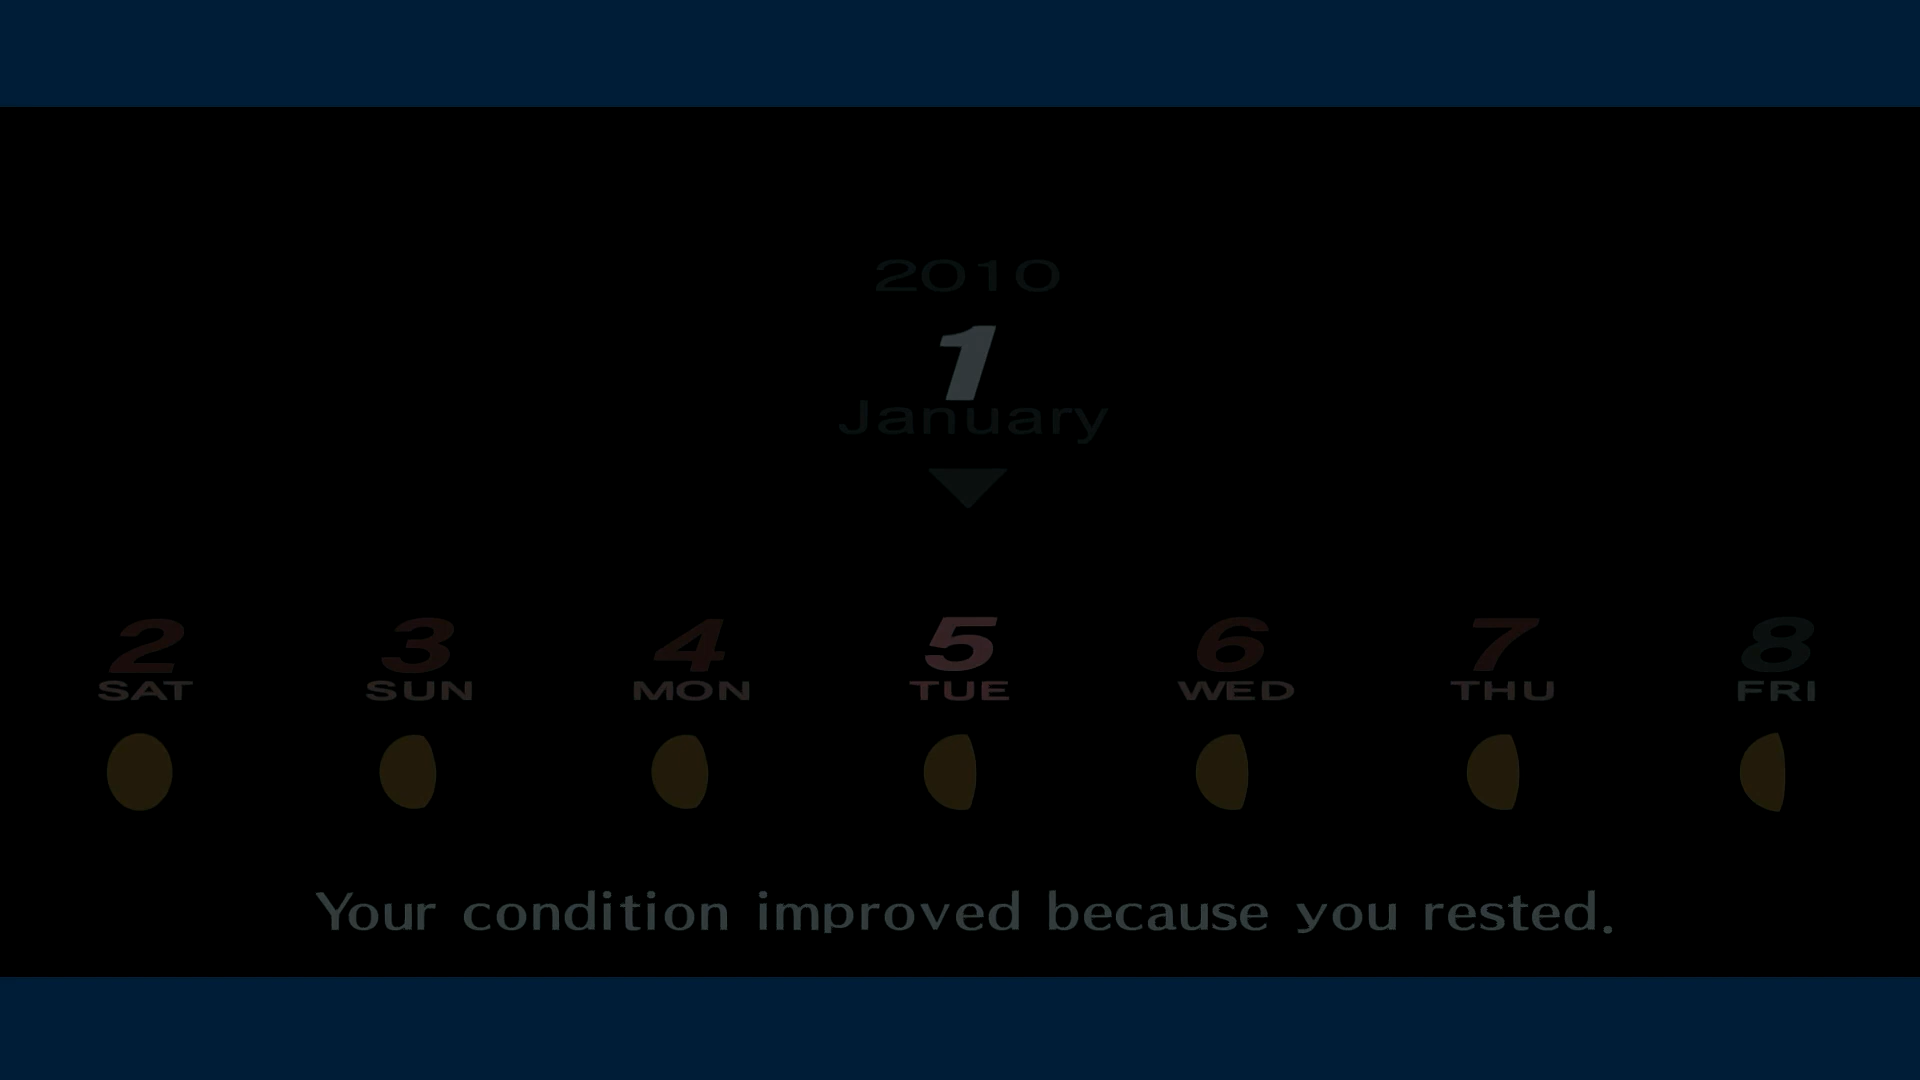 2010
1
January
2 3 4 5 6 7 8
SAT SUN MON TUE WED THU FRI
Your condition improved because you rested.